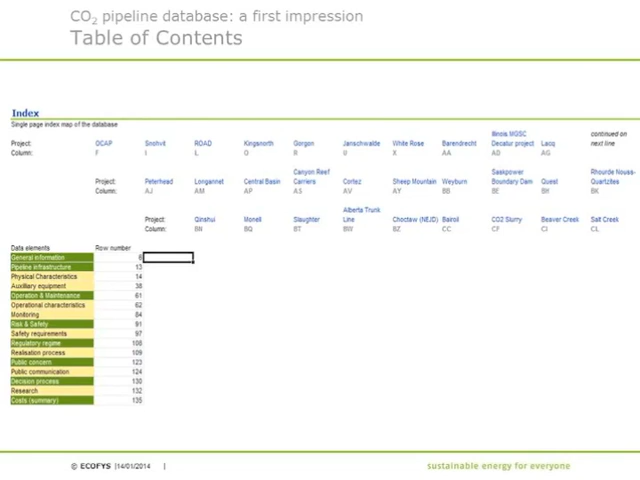 CO2 pipeline database: a first impression
Table of Contents
Index
Single page index map of the database
Project: OCAP Snohvit ROAD Kingsnorth Gorgon Janschwalde White Rose Barendrecht Illinois MGSC Decatur project Lacq continued on next line
Column: F I L O R U X AA AD AG
Project: Peterhead Longannet Central Basin Canyon Reef Carriers Cortez Sheep Mountain Weyburn Saskpower Boundary Dam Quest Rhourde Nouss-Quartzites
Column: AJ AM AP AS AV AY BB BE BH BK
Project: Qinshui Monell Slaughter Alberta Trunk Line Choctaw (NEJD) Bairoil CO2 Slurry Beaver Creek Salt Creek
Column: BN BQ BT BW BZ CC CF CI CL
Data elements Row number
General information 6
Pipeline infrastructure 13
Physical Characteristics 14
Auxiliary equipment 38
Operation & Maintenance 61
Operational characteristics 62
Monitoring 84
Risk & Safety 91
Safety requirements 97
Regulatory regime 108
Realisation process 109
Public concern 123
Public communication 124
Decision process 130
Research 132
Costs (summary) 135
© ECOFYS |14/01/2014 |
sustainable energy for everyone